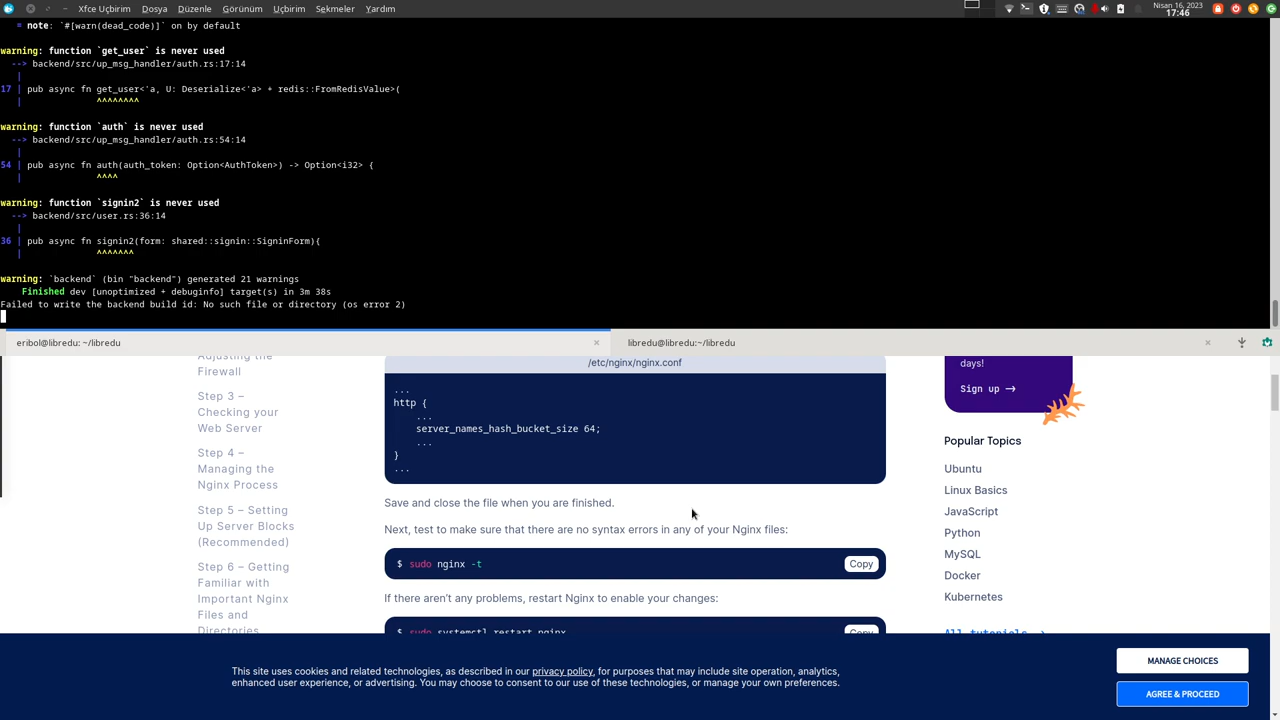 Xfce Uçbirim Dosya Düzenle Görünüm Uçbirim Sekmeler Yardım
Nisan 16, 2023
17:46
= note: `#[warn(dead_code)]` on by default
warning: function `get_user` is never used
--> backend/src/up_msg_handler/auth.rs:17:14
|
17 | pub async fn get_user<'a, U: Deserialize<'a> + redis::FromRedisValue>(
| ^^^^^^^^
warning: function `auth` is never used
--> backend/src/up_msg_handler/auth.rs:54:14
|
54 | pub async fn auth(auth_token: Option<AuthToken>) -> Option<i32> {
| ^^^^
warning: function `signin2` is never used
--> backend/src/user.rs:36:14
|
36 | pub async fn signin2(form: shared::signin::SigninForm){
| ^^^^^^^
warning: `backend` (bin "backend") generated 21 warnings
Finished dev [unoptimized + debuginfo] target(s) in 3m 38s
Failed to write the backend build id: No such file or directory (os error 2)
eribol@libredu: ~/libredu
libredu@libredu:~/libredu
Adjusting the
Firewall
Step 3 –
Checking your
Web Server
Step 4 –
Managing the
Nginx Process
Step 5 – Setting
Up Server Blocks
(Recommended)
Step 6 – Getting
Familiar with
Important Nginx
Files and
Directories
/etc/nginx/nginx.conf
...
http {
...
server_names_hash_bucket_size 64;
...
}
...
Save and close the file when you are finished.
Next, test to make sure that there are no syntax errors in any of your Nginx files:
$ sudo nginx -t
Copy
If there aren't any problems, restart Nginx to enable your changes:
$ sudo systemctl restart nginx
Copy
days!
Sign up →
Popular Topics
Ubuntu
Linux Basics
JavaScript
Python
MySQL
Docker
Kubernetes
All tutorials →
This site uses cookies and related technologies, as described in our privacy policy, for purposes that may include site operation, analytics,
enhanced user experience, or advertising. You may choose to consent to our use of these technologies, or manage your own preferences.
MANAGE CHOICES
AGREE & PROCEED